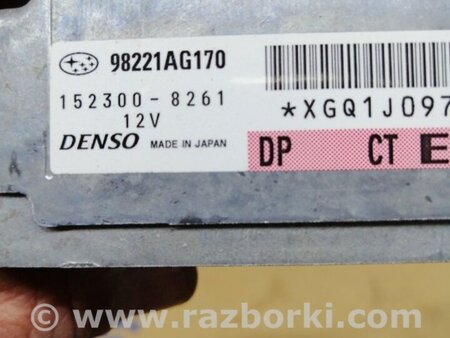 98221AG170
152300-8261
12V
DENSO MADE IN JAPAN
*XGQ1J097
DP CT E
www.razborki.com